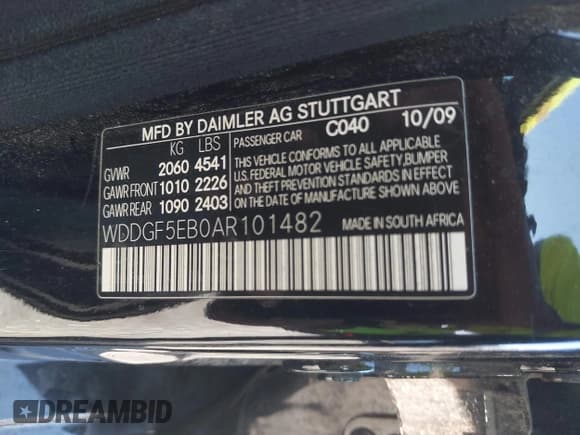 MFD BY DAIMLER AG STUTTGART
KG LBS PASSENGER CAR C040 10/09
GVWR 2060 4541
GAWR FRONT 1010 2226
GAWR REAR 1090 2403
THIS VEHICLE CONFORMS TO ALL APPLICABLE
U.S. FEDERAL MOTOR VEHICLE SAFETY, BUMPER
AND THEFT PREVENTION STANDARDS IN EFFECT
ON THE DATE OF MANUFACTURE SHOWN ABOVE.
WDDGF5EB0AR101482 MADE IN SOUTH AFRICA
DREAMBID